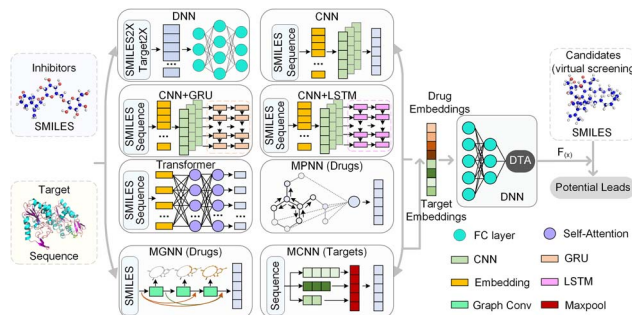 Inhibitors
SMILES
Target
Sequence
DNN
SMILES2X
Target2X
CNN
SMILES
Sequence
CNN+GRU
SMILES
Sequence
CNN+LSTM
SMILES
Sequence
Transformer
SMILES
Sequence
MPNN (Drugs)
MGNN (Drugs)
SMILES
MCNN (Targets)
Sequence
Drug
Embeddings
Target
Embeddings
DTA
DNN
F(x)
Candidates
(virtual screening)
SMILES
Potential Leads
FC layer
Self-Attention
CNN
GRU
Embedding
LSTM
Graph Conv
Maxpool